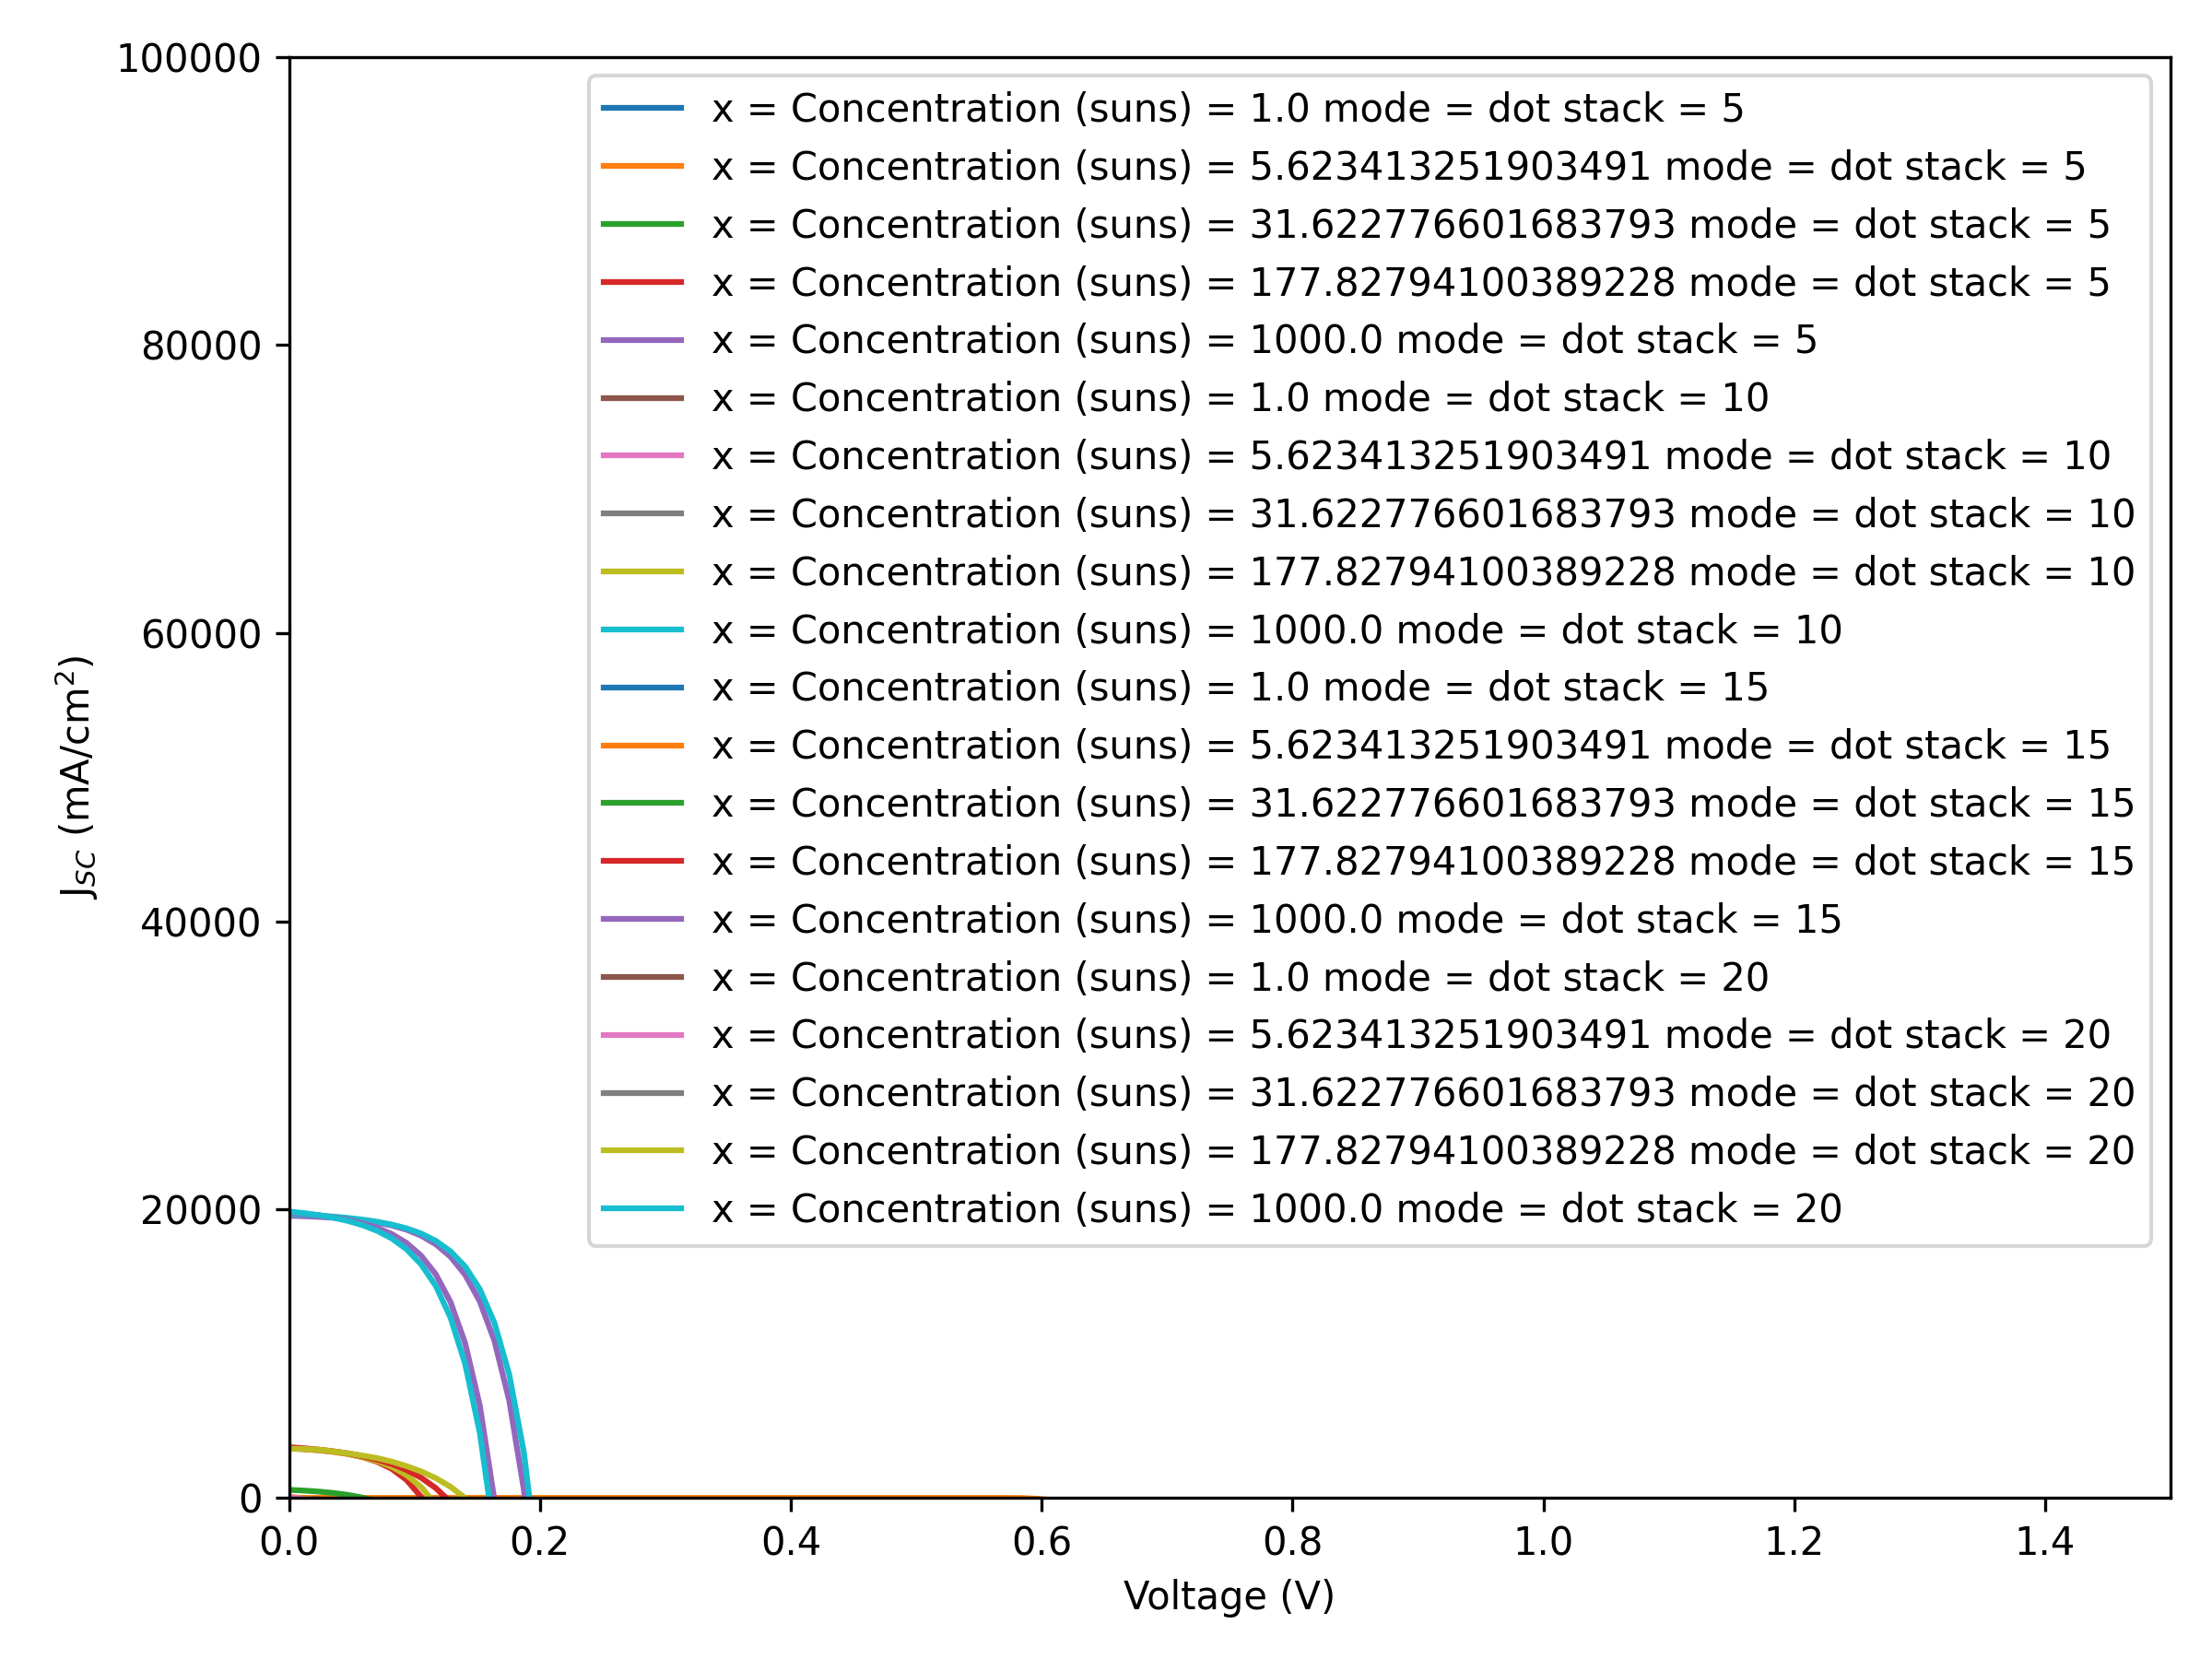 100000
80000
60000
40000
20000
0
J$_{SC}$ (mA/cm²)
x = Concentration (suns) = 1.0 mode = dot stack = 5
x = Concentration (suns) = 5.623413251903491 mode = dot stack = 5
x = Concentration (suns) = 31.622776601683793 mode = dot stack = 5
x = Concentration (suns) = 177.82794100389228 mode = dot stack = 5
x = Concentration (suns) = 1000.0 mode = dot stack = 5
x = Concentration (suns) = 1.0 mode = dot stack = 10
x = Concentration (suns) = 5.623413251903491 mode = dot stack = 10
x = Concentration (suns) = 31.622776601683793 mode = dot stack = 10
x = Concentration (suns) = 177.82794100389228 mode = dot stack = 10
x = Concentration (suns) = 1000.0 mode = dot stack = 10
x = Concentration (suns) = 1.0 mode = dot stack = 15
x = Concentration (suns) = 5.623413251903491 mode = dot stack = 15
x = Concentration (suns) = 31.622776601683793 mode = dot stack = 15
x = Concentration (suns) = 177.82794100389228 mode = dot stack = 15
x = Concentration (suns) = 1000.0 mode = dot stack = 15
x = Concentration (suns) = 1.0 mode = dot stack = 20
x = Concentration (suns) = 5.623413251903491 mode = dot stack = 20
x = Concentration (suns) = 31.622776601683793 mode = dot stack = 20
x = Concentration (suns) = 177.82794100389228 mode = dot stack = 20
x = Concentration (suns) = 1000.0 mode = dot stack = 20
0.0 0.2 0.4 0.6 0.8 1.0 1.2 1.4
Voltage (V)